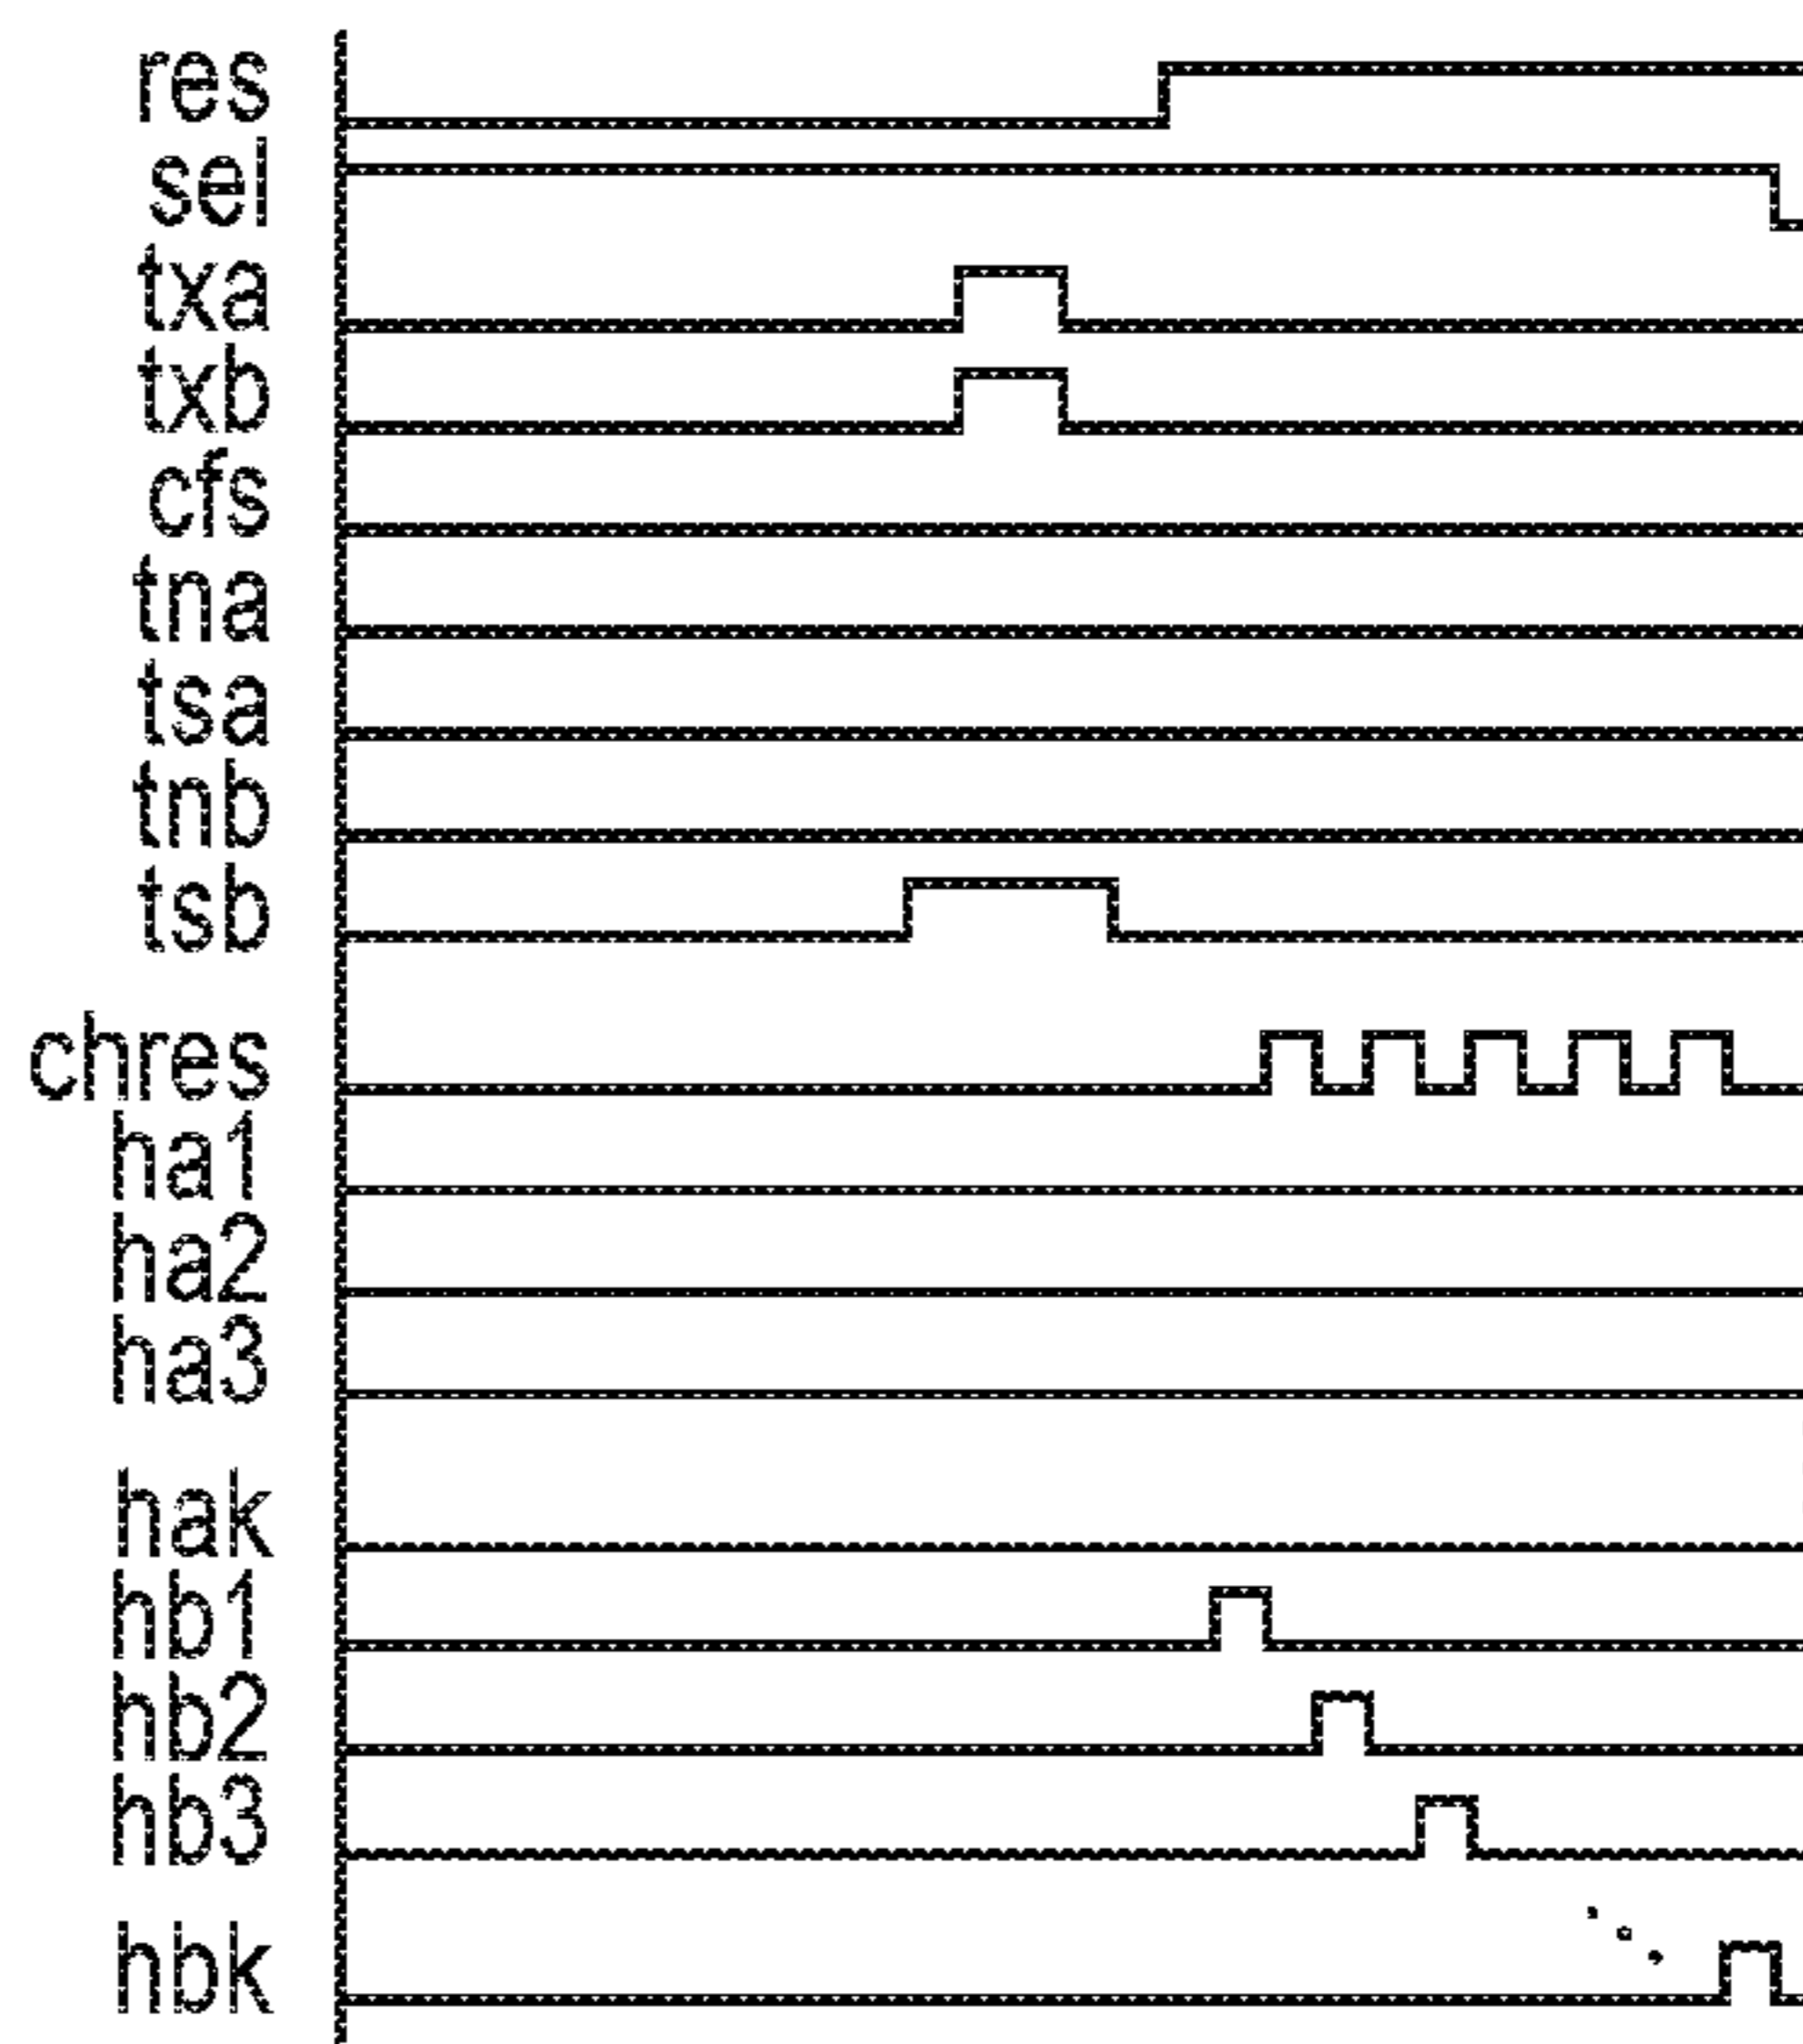 res
sel
txa
txb
cfs
tna
tsa
tnb
tsb
chres
ha1
ha2
ha3
hak
hb1
hb2
hb3
hbk